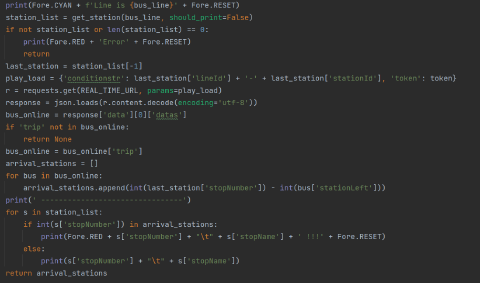 print(Fore.CYAN + f'Line is {bus_line}' + Fore.RESET)
station_list = get_station(bus_line, should_print=False)
if not station_list or len(station_list) == 0:
    print(Fore.RED + 'Error' + Fore.RESET)
    return
last_station = station_list[-1]
play_load = {'conditionstr': last_station['lineId'] + '-' + last_station['stationId'], 'token': token}
r = requests.get(REAL_TIME_URL, params=play_load)
response = json.loads(r.content.decode(encoding='utf-8'))
bus_online = response['data'][0]['datas']
if 'trip' not in bus_online:
    return None
bus_online = bus_online['trip']
arrival_stations = []
for bus in bus_online:
    arrival_stations.append(int(last_station['stopNumber']) - int(bus['stationLeft']))
print(' ----------------------------------')
for s in station_list:
    if int(s['stopNumber']) in arrival_stations:
        print(Fore.RED + s['stopNumber'] + "\t" + s['stopName'] + ' !!!' + Fore.RESET)
    else:
        print(s['stopNumber'] + "\t" + s['stopName'])
return arrival_stations